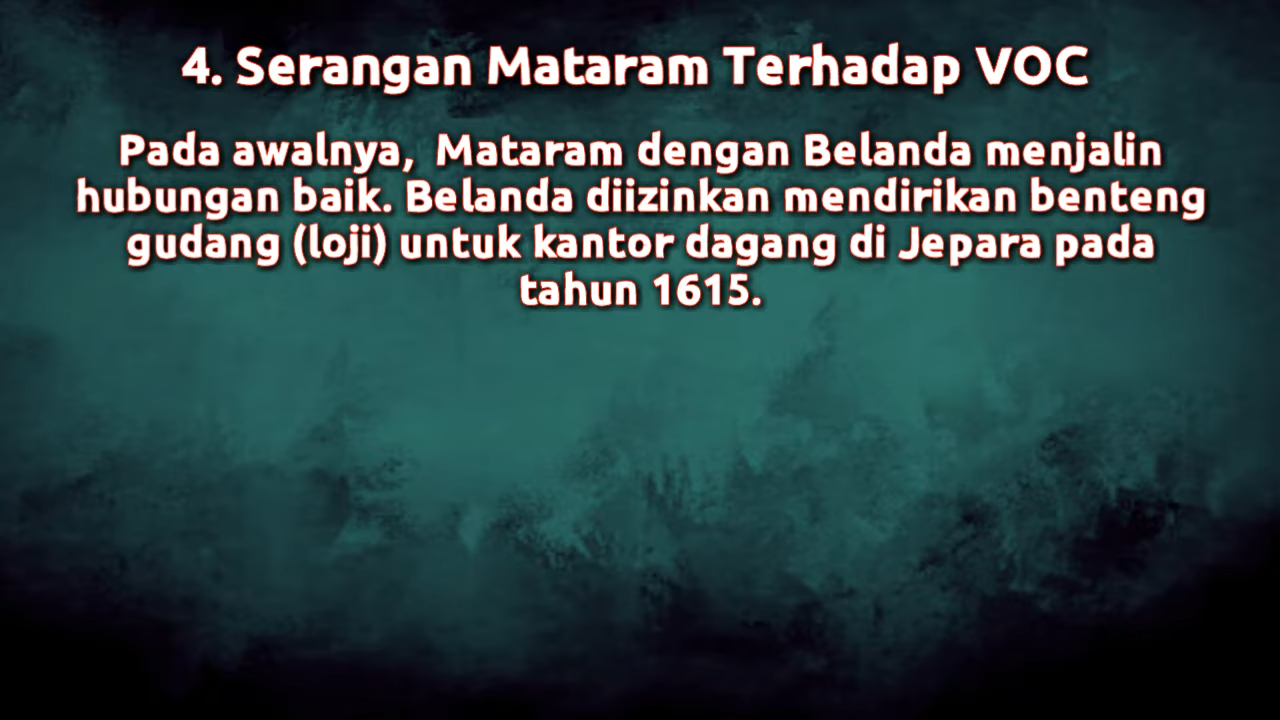 4. Serangan Mataram Terhadap VOC
Pada awalnya,  Mataram dengan Belanda menjalin
hubungan baik. Belanda diizinkan mendirikan benteng
gudang (loji) untuk kantor dagang di Jepara pada
tahun 1615.